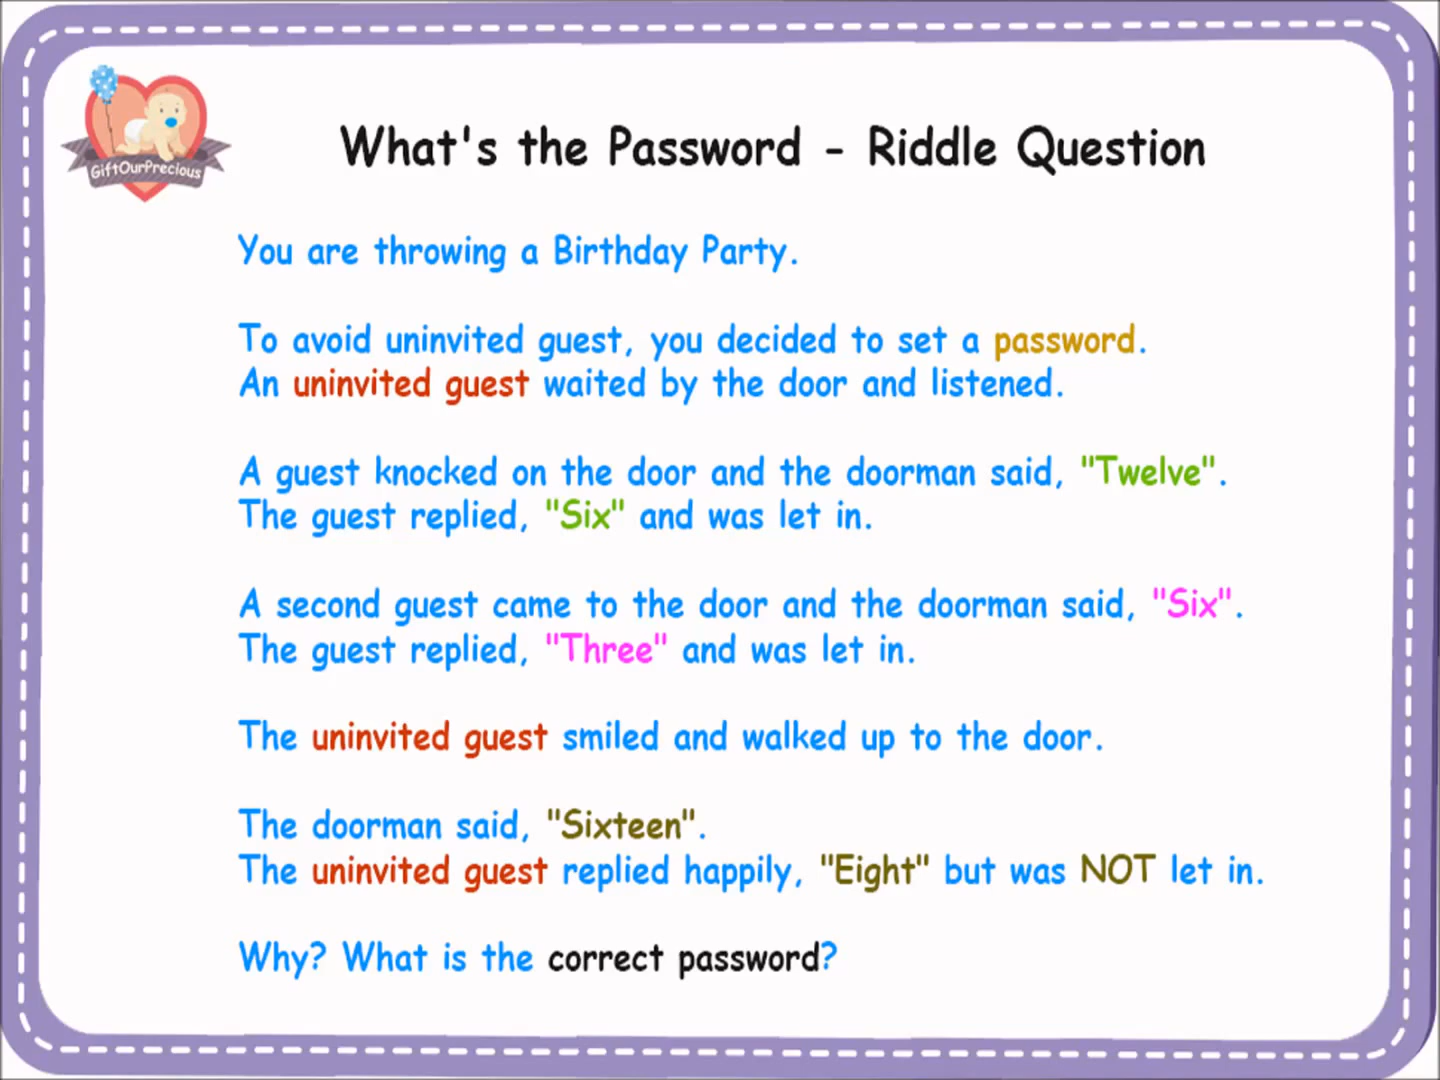 GiftOurPrecious
What's the Password - Riddle Question
You are throwing a Birthday Party.
To avoid uninvited guest, you decided to set a password.
An uninvited guest waited by the door and listened.
A guest knocked on the door and the doorman said, "Twelve".
The guest replied, "Six" and was let in.
A second guest came to the door and the doorman said, "Six".
The guest replied, "Three" and was let in.
The uninvited guest smiled and walked up to the door.
The doorman said, "Sixteen".
The uninvited guest replied happily, "Eight" but was NOT let in.
Why? What is the correct password?